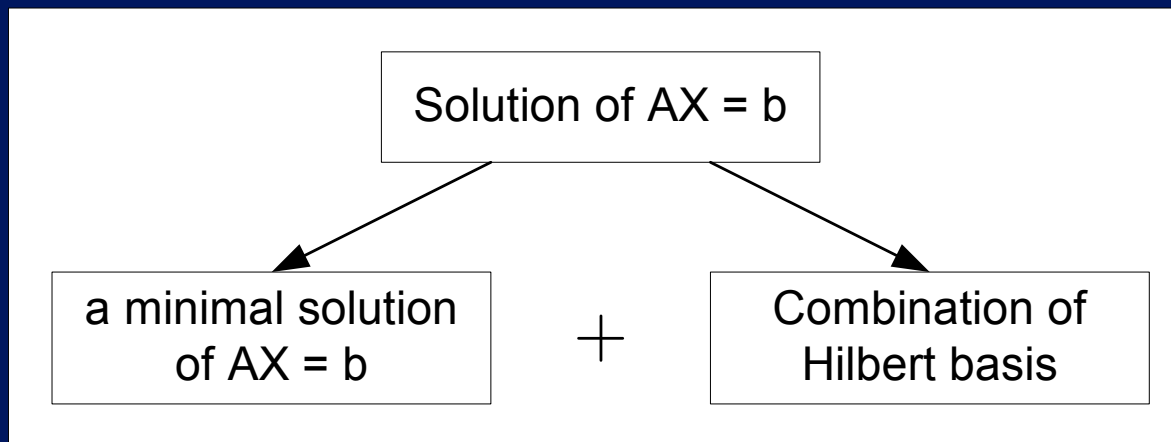 Solution of AX = b
a minimal solution
of AX = b
+
Combination of
Hilbert basis